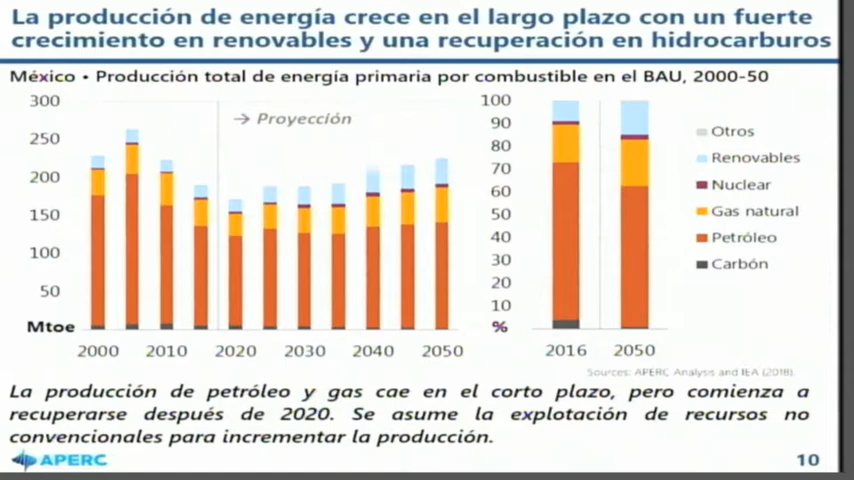 La producción de energía crece en el largo plazo con un fuerte
crecimiento en renovables y una recuperación en hidrocarburos
México • Producción total de energía primaria por combustible en el BAU, 2000-50
300
250
200
150
100
50
Mtoe
→ Proyección
2000 2010 2020 2030 2040 2050
100
90
80
70
60
50
40
30
20
10
%
2016 2050
Otros
Renovables
Nuclear
Gas natural
Petróleo
Carbón
Sources: APERC Analysis and IEA (2018).
La producción de petróleo y gas cae en el corto plazo, pero comienza a
recuperarse después de 2020. Se asume la explotación de recursos no
convencionales para incrementar la producción.
APERC
10